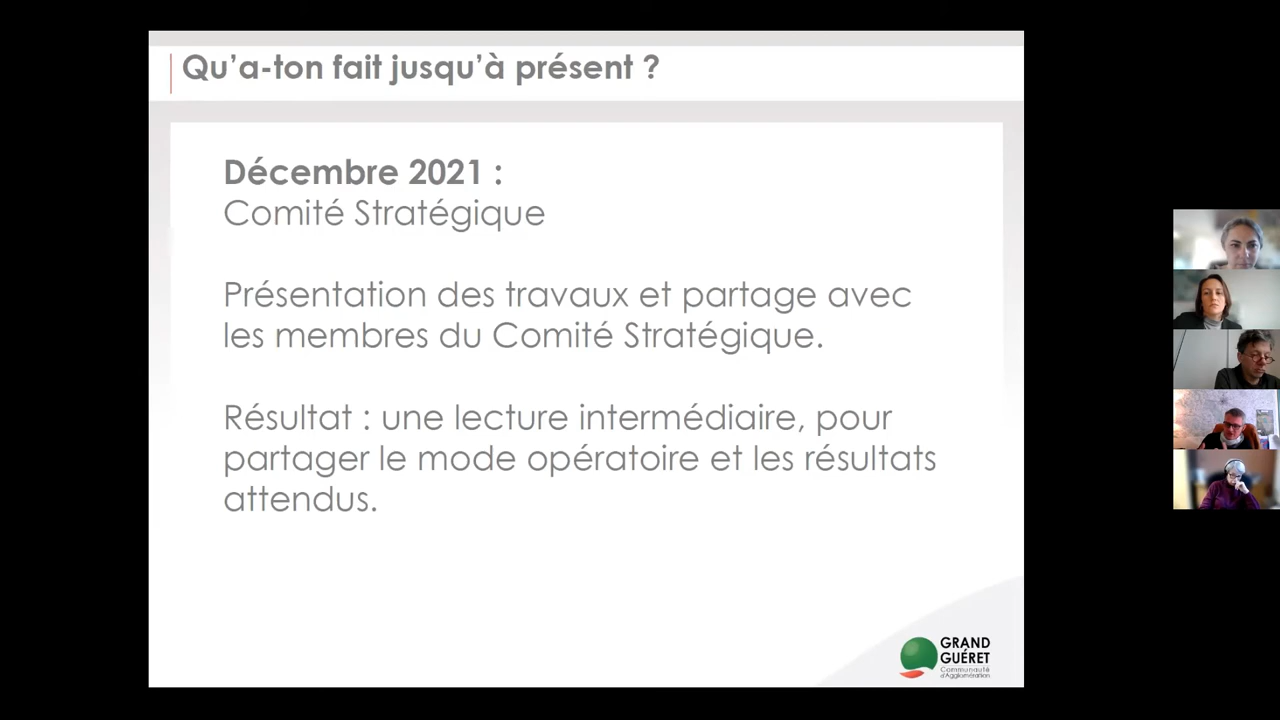 Qu'a-ton fait jusqu'à présent ?
Décembre 2021 :
Comité Stratégique
Présentation des travaux et partage avec
les membres du Comité Stratégique.
Résultat : une lecture intermédiaire, pour
partager le mode opératoire et les résultats
attendus.
GRAND
GUÉRET
Communauté
d'Agglomération